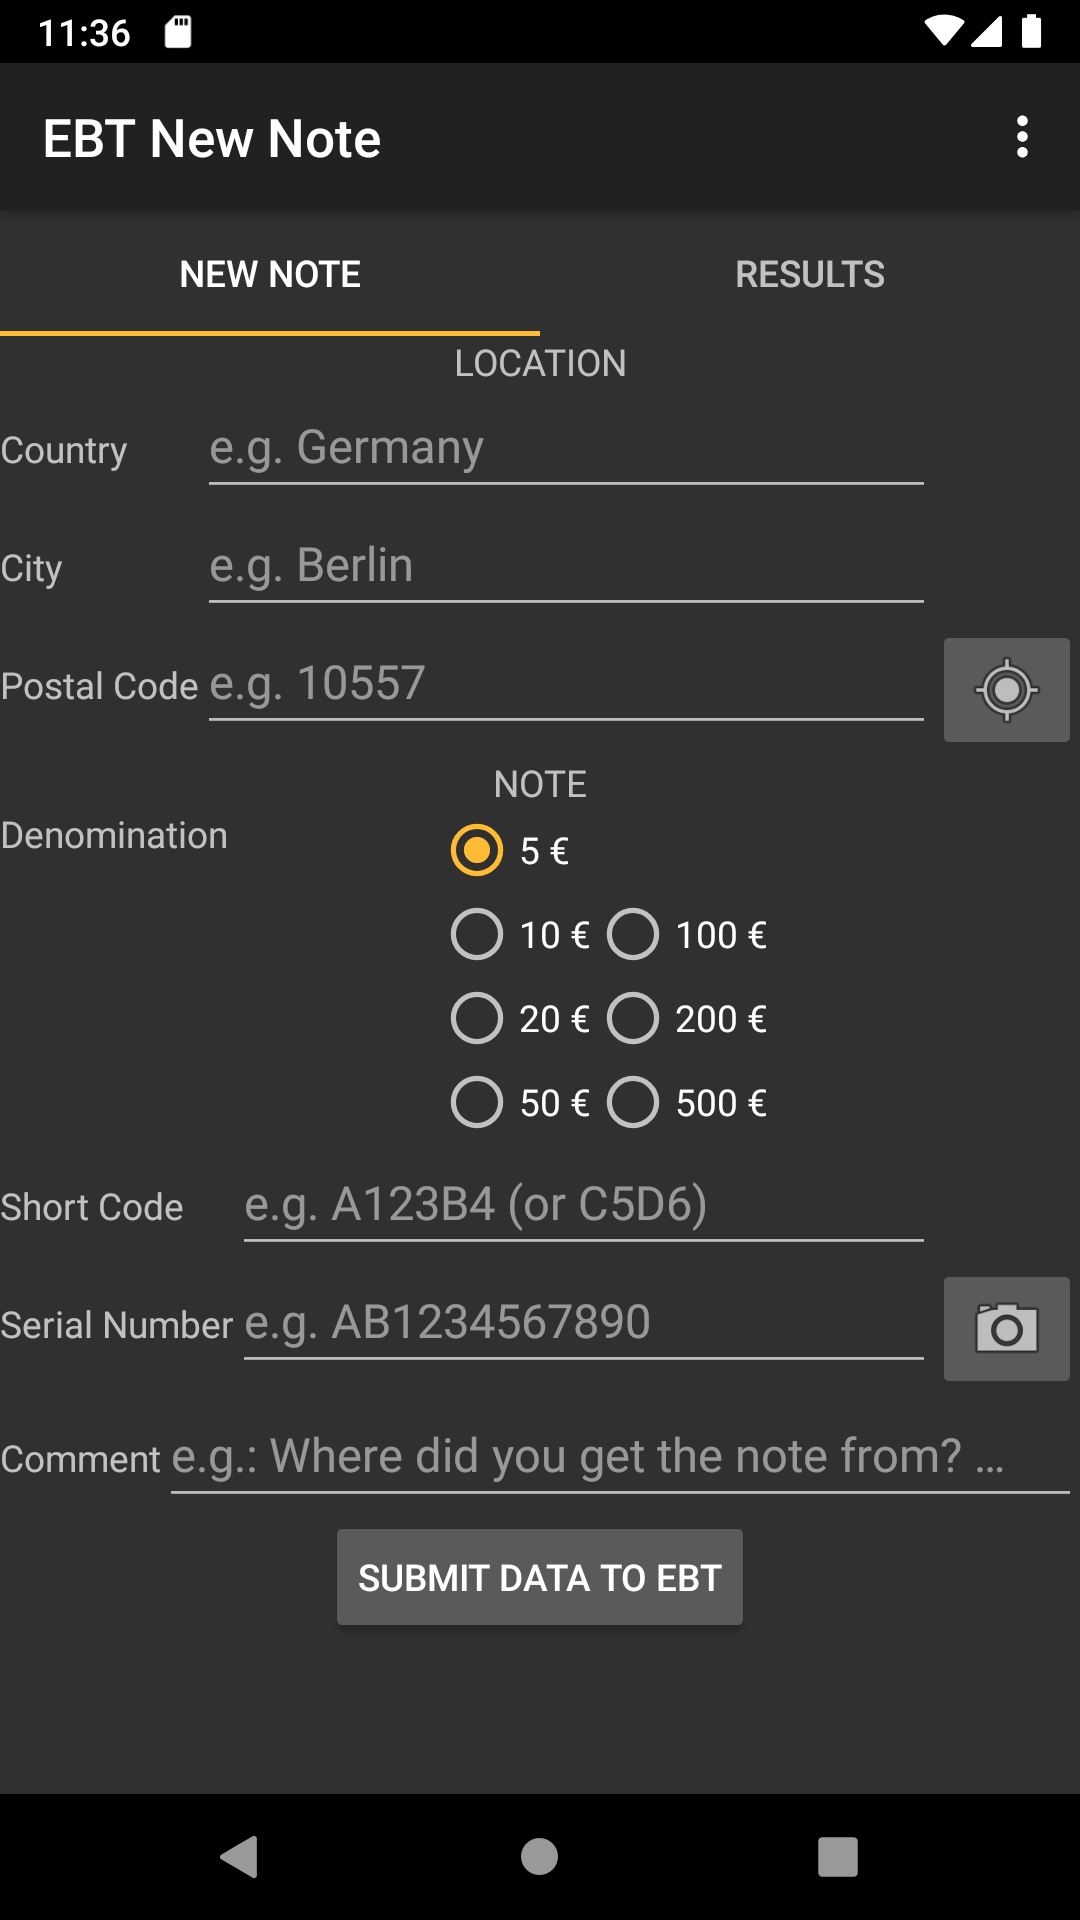 11:36
EBT New Note
NEW NOTE
RESULTS
LOCATION
Country
e.g. Germany
City
e.g. Berlin
Postal Code
e.g. 10557
NOTE
Denomination
5 €
10 €
100 €
20 €
200 €
50 €
500 €
Short Code
e.g. A123B4 (or C5D6)
Serial Number
e.g. AB1234567890
Comment
e.g.: Where did you get the note from? ...
SUBMIT DATA TO EBT